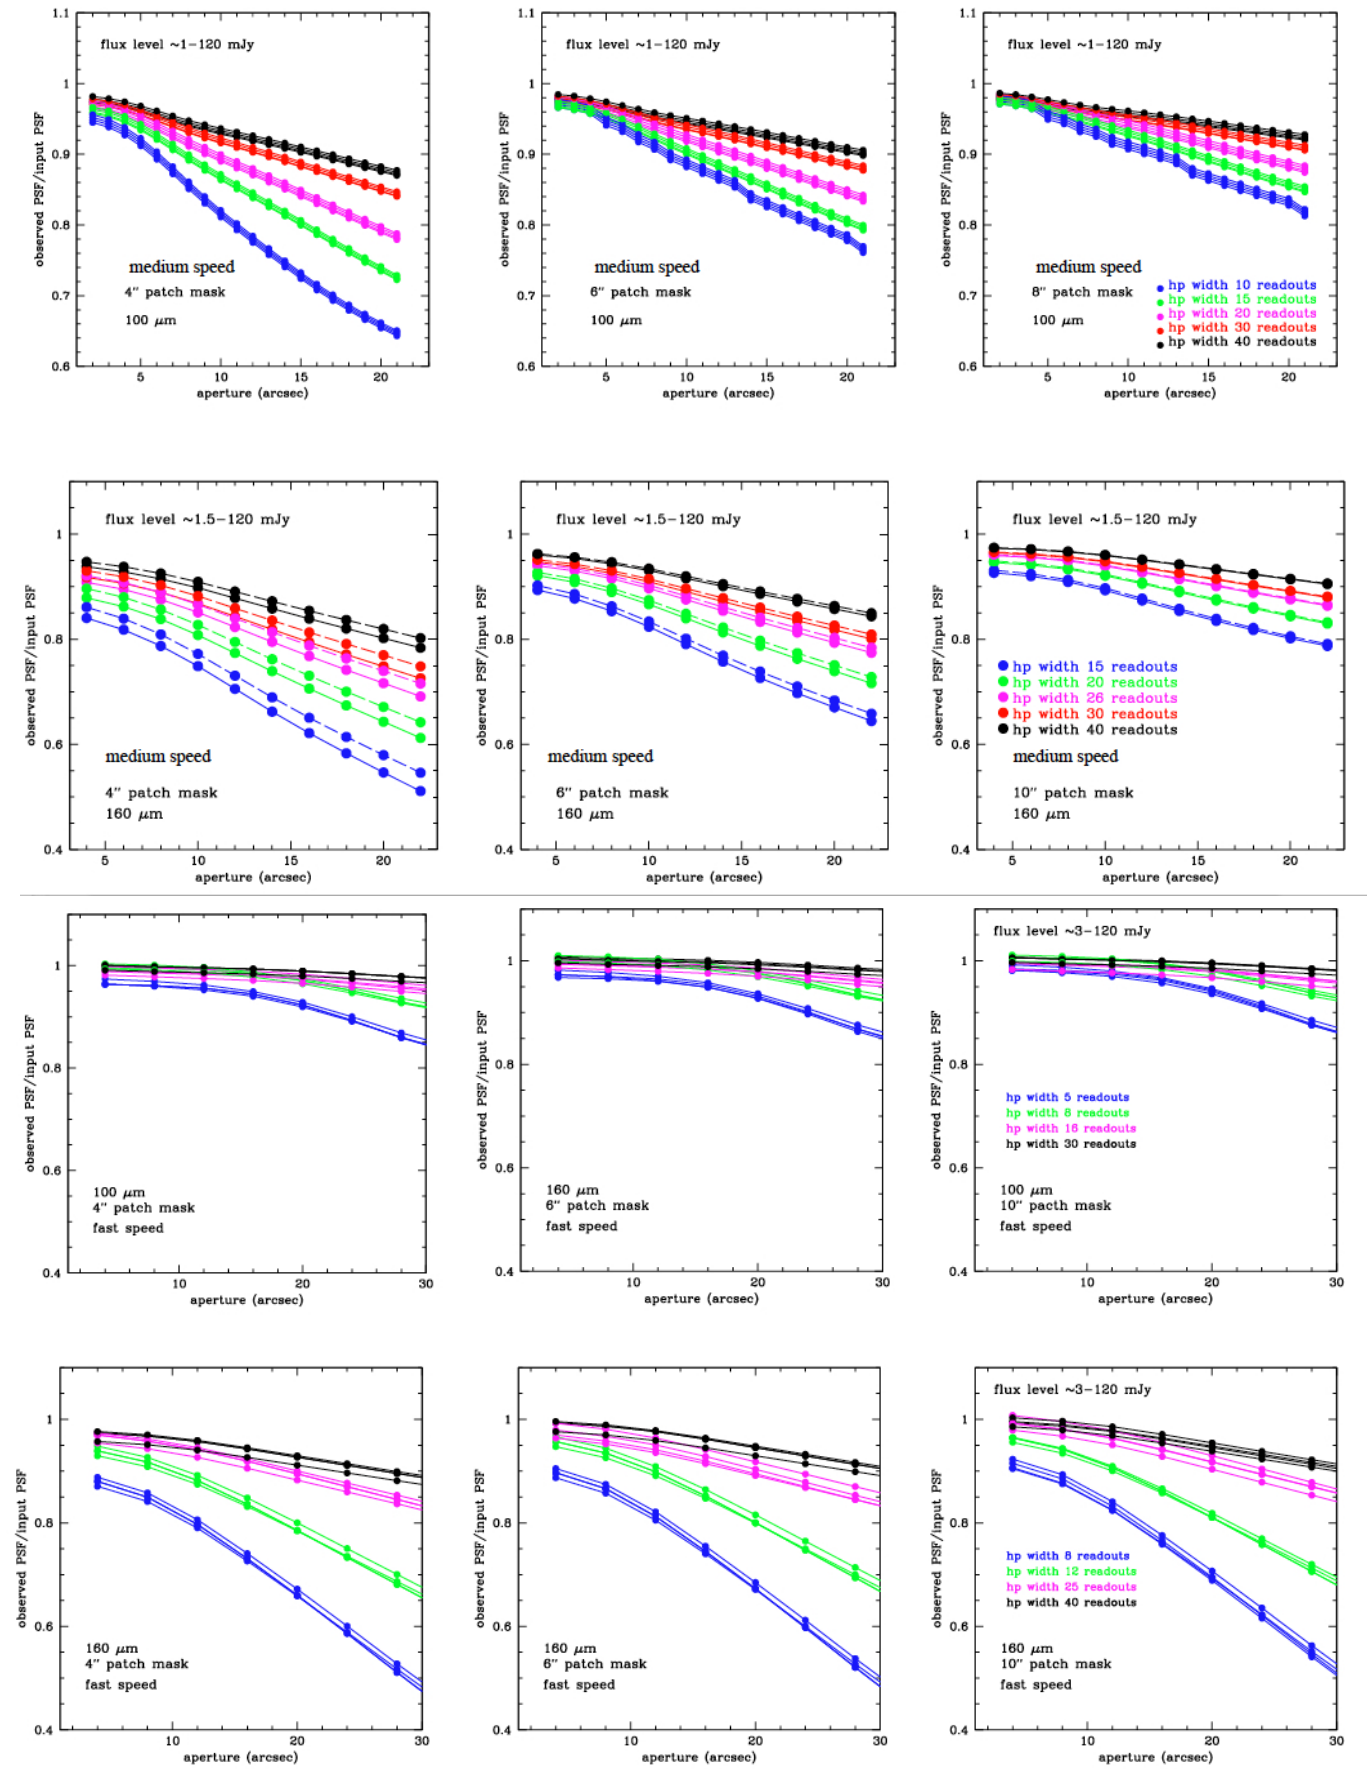 1.1
1
0.9
0.8
0.7
0.6
observed PSF/input PSF
flux level ~1-120 mJy
medium speed
4" patch mask
100 μm
5
10
15
20
aperture (arcsec)
1.1
1
0.9
0.8
0.7
0.6
observed PSF/input PSF
flux level ~1-120 mJy
medium speed
6" patch mask
100 μm
5
10
15
20
aperture (arcsec)
1.1
1
0.9
0.8
0.7
0.6
observed PSF/input PSF
flux level ~1-120 mJy
medium speed
8" patch mask
100 μm
hp width 10 readouts
hp width 15 readouts
hp width 20 readouts
hp width 30 readouts
hp width 40 readouts
5
10
15
20
aperture (arcsec)
1
0.8
0.6
0.4
observed PSF/input PSF
flux level ~1.5-120 mJy
medium speed
4" patch mask
160 μm
5
10
15
20
aperture (arcsec)
1
0.8
0.6
0.4
observed PSF/input PSF
flux level ~1.5-120 mJy
medium speed
6" patch mask
160 μm
5
10
15
20
aperture (arcsec)
1
0.8
0.6
0.4
observed PSF/input PSF
flux level ~1.5-120 mJy
hp width 15 readouts
hp width 20 readouts
hp width 26 readouts
hp width 30 readouts
hp width 40 readouts
medium speed
10" patch mask
160 μm
5
10
15
20
aperture (arcsec)
1
0.8
0.6
0.4
observed PSF/input PSF
100 μm
4" patch mask
fast speed
10
20
30
aperture (arcsec)
1
0.8
0.6
0.4
observed PSF/input PSF
160 μm
6" patch mask
fast speed
10
20
30
aperture (arcsec)
1
0.8
0.6
0.4
observed PSF/input PSF
flux level ~3-120 mJy
hp width 5 readouts
hp width 8 readouts
hp width 16 readouts
hp width 30 readouts
100 μm
10" pacth mask
fast speed
10
20
30
aperture (arcsec)
1
0.8
0.6
0.4
observed PSF/input PSF
160 μm
4" patch mask
fast speed
10
20
30
aperture (arcsec)
1
0.8
0.6
0.4
observed PSF/input PSF
160 μm
6" patch mask
fast speed
10
20
30
aperture (arcsec)
1
0.8
0.6
0.4
observed PSF/input PSF
flux level ~3-120 mJy
hp width 8 readouts
hp width 12 readouts
hp width 25 readouts
hp width 40 readouts
160 μm
10" patch mask
fast speed
10
20
30
aperture (arcsec)